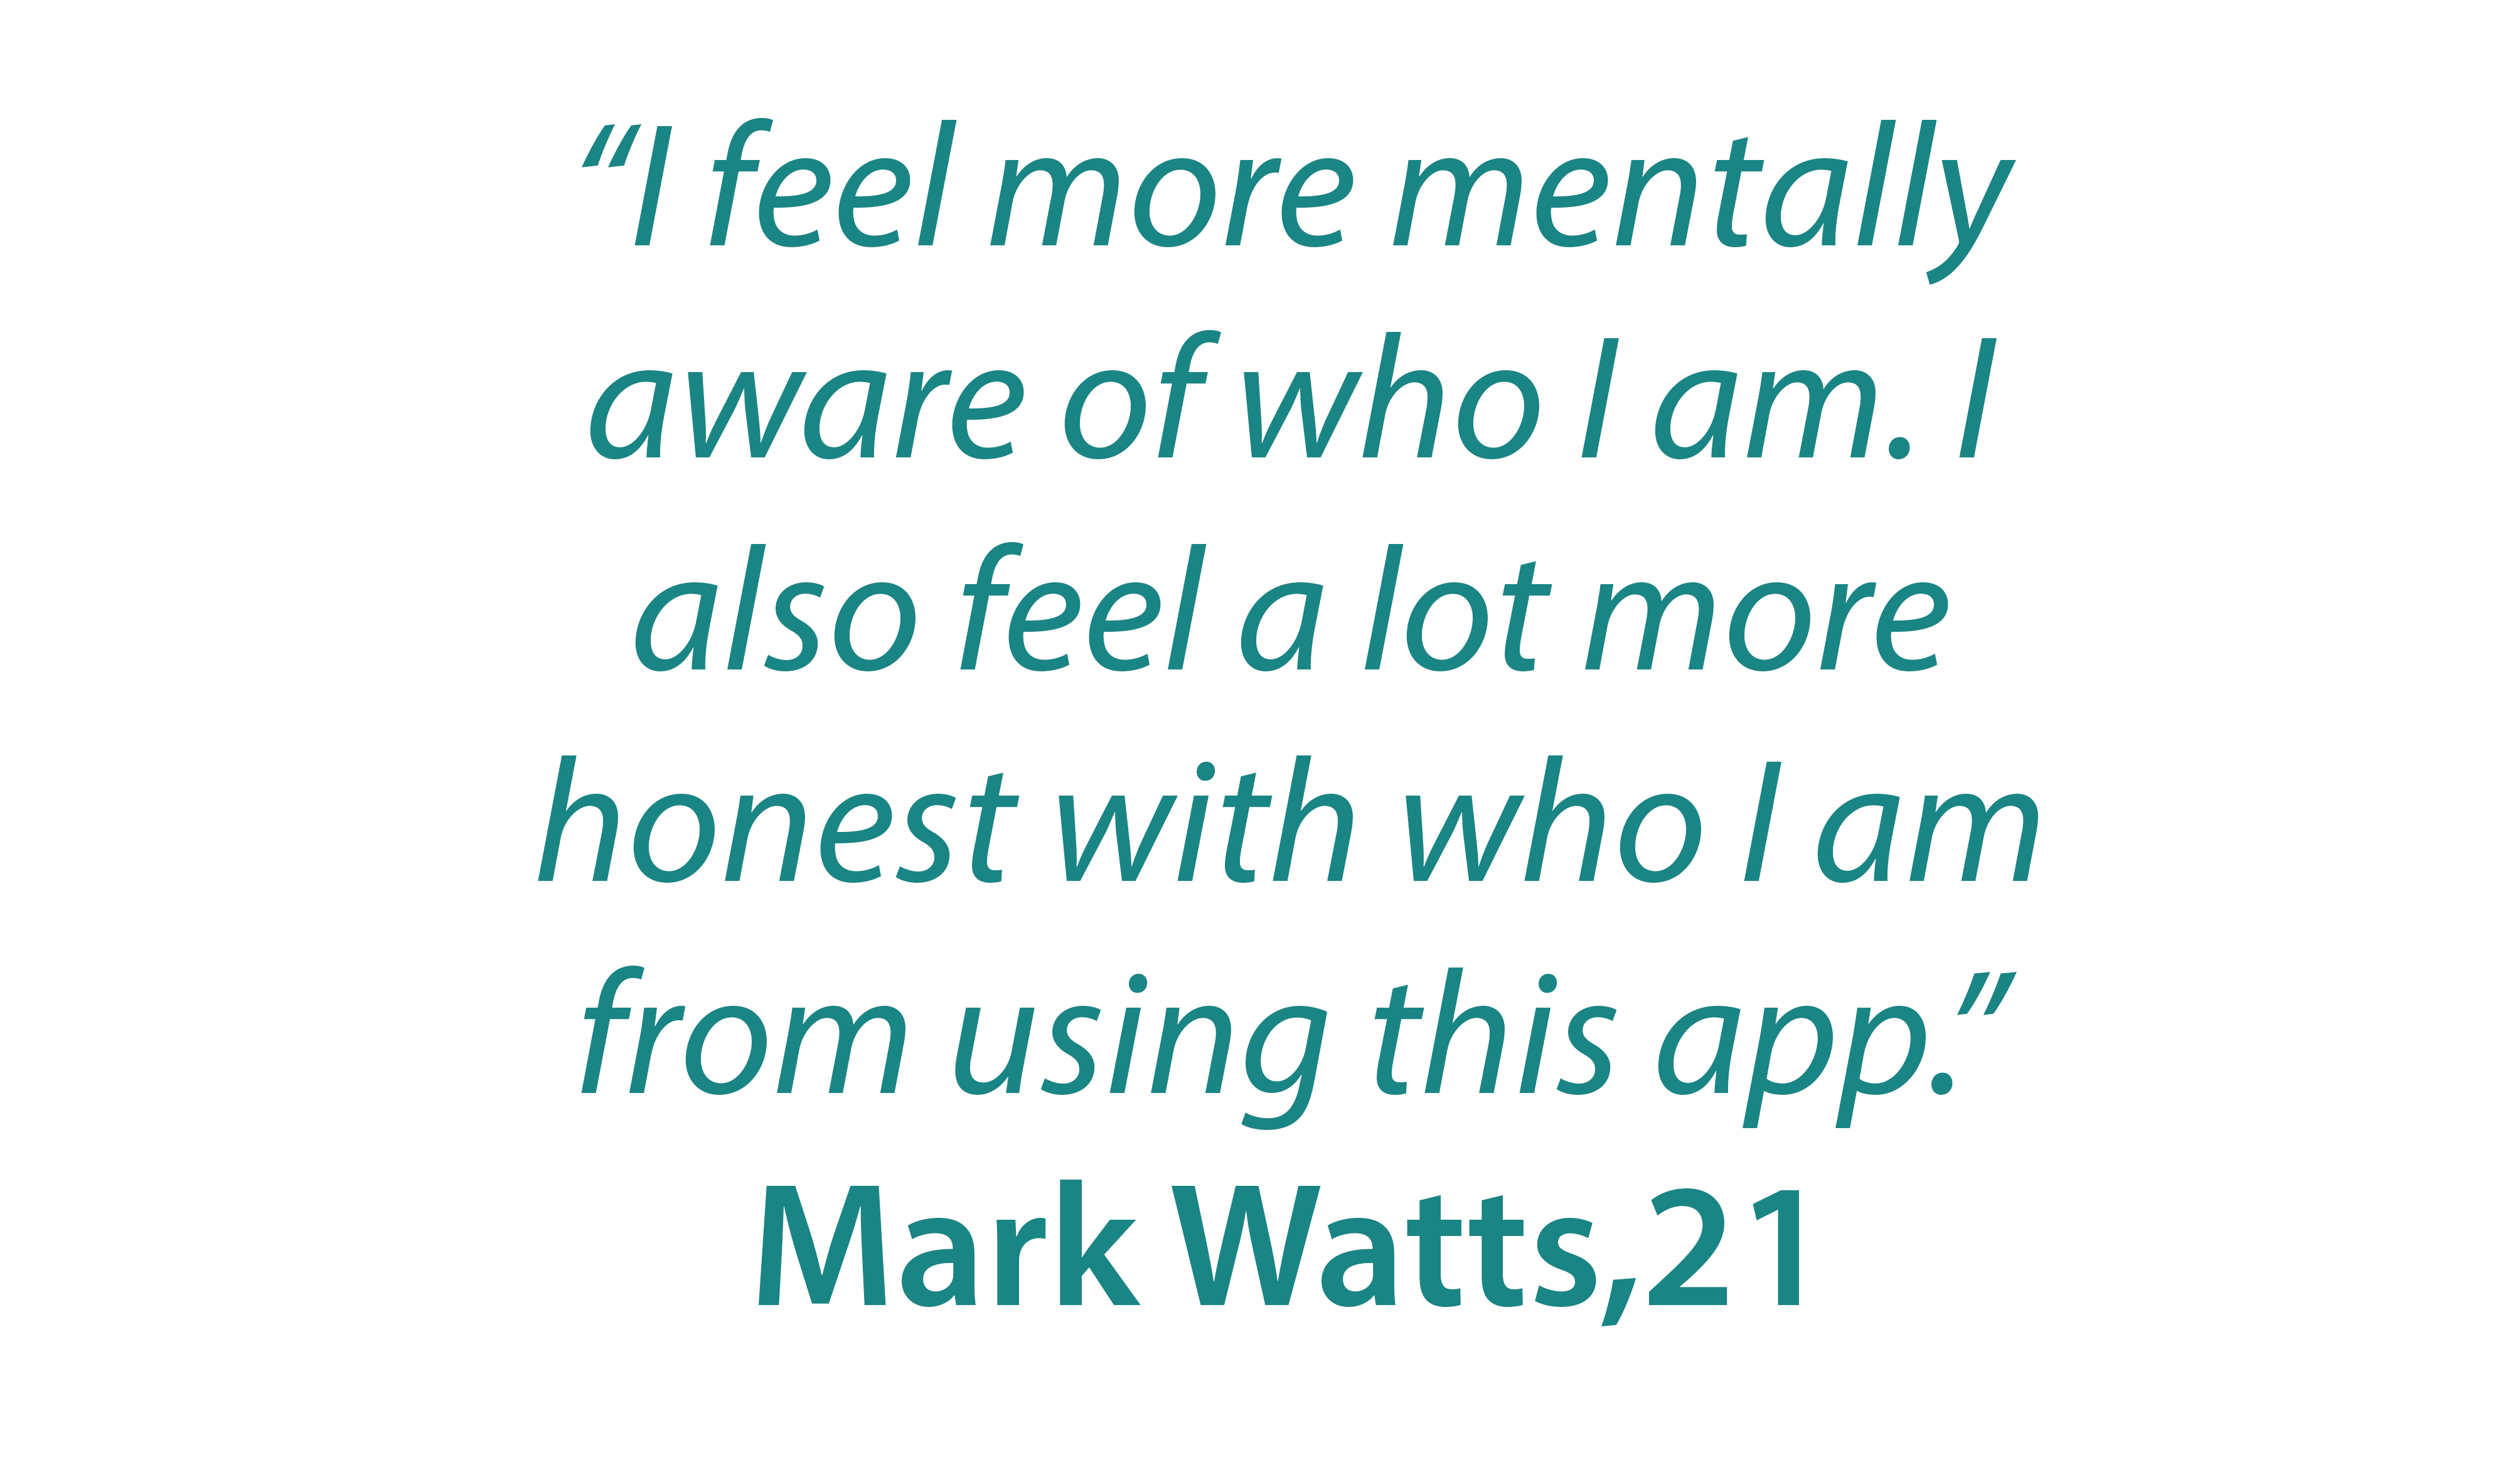 “I feel more mentally
aware of who I am. I
also feel a lot more
honest with who I am
from using this app.”
Mark Watts,21